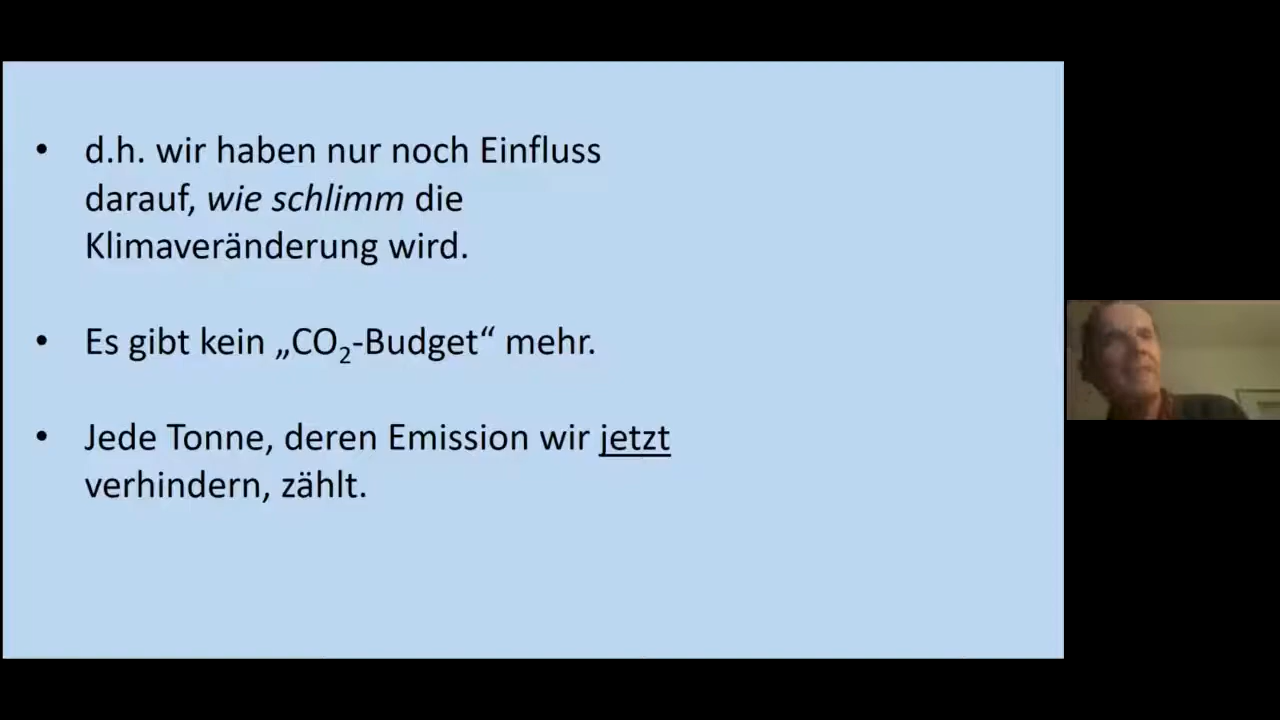 • d.h. wir haben nur noch Einfluss
darauf, wie schlimm die
Klimaveränderung wird.
• Es gibt kein „CO₂-Budget“ mehr.
• Jede Tonne, deren Emission wir jetzt
verhindern, zählt.